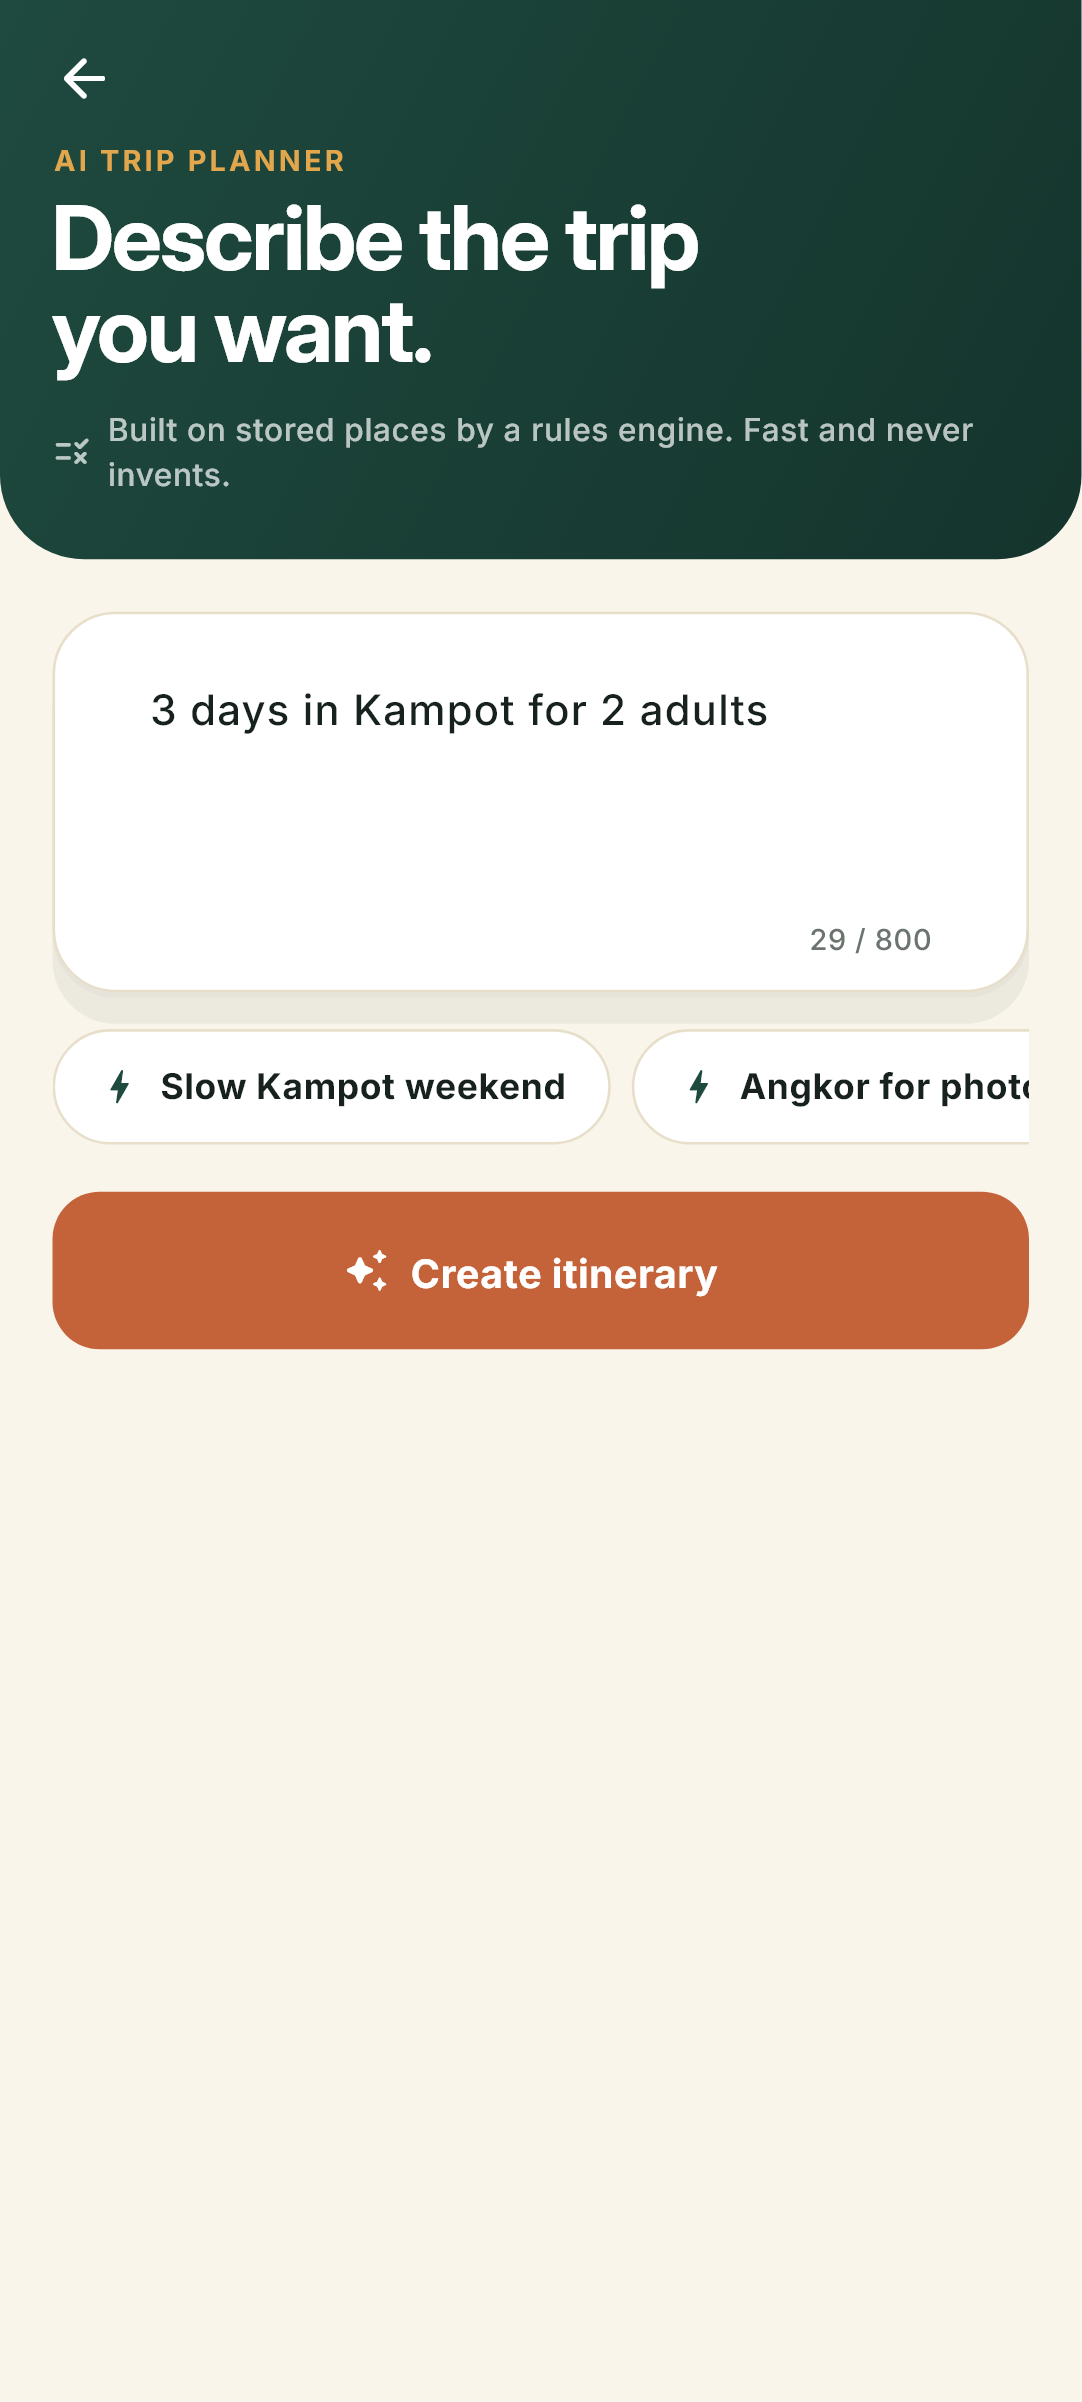 AI TRIP PLANNER
Describe the trip
you want.
Built on stored places by a rules engine. Fast and never
invents.
3 days in Kampot for 2 adults
29 / 800
Slow Kampot weekend
Angkor for
Create itinerary